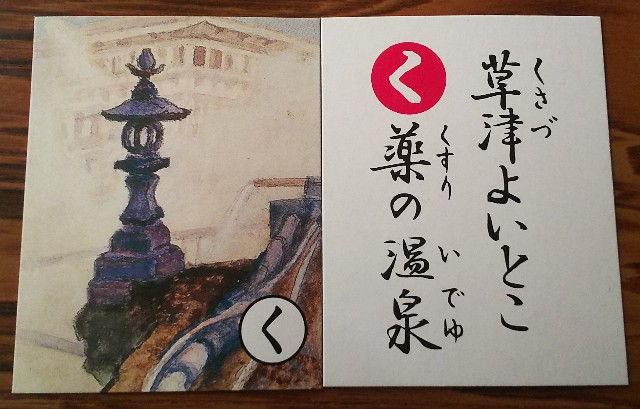 く
草津よいとこ
くさづ
薬の温泉
くすり
いでゆ
く